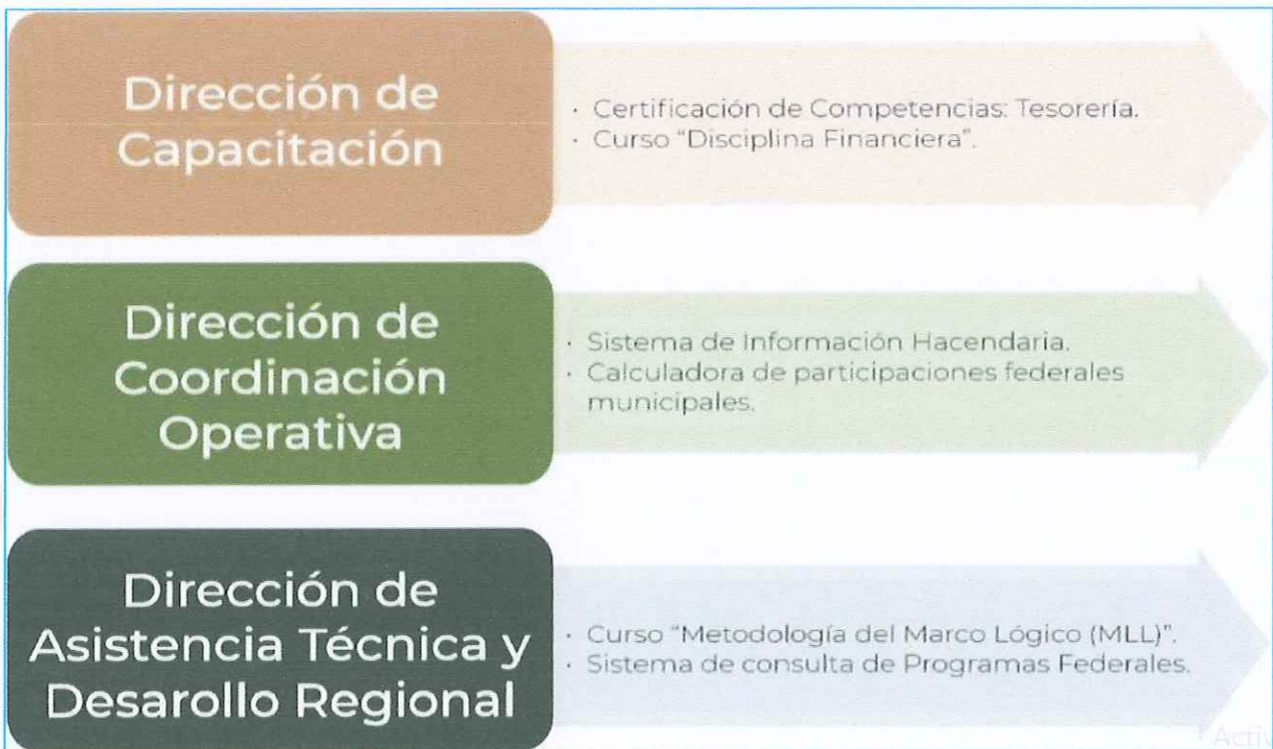 Dirección de
Capacitación
· Certificación de Competencias: Tesorería.
· Curso “Disciplina Financiera”.
Dirección de
Coordinación
Operativa
· Sistema de Información Hacendaria.
· Calculadora de participaciones federales
municipales.
Dirección de
Asistencia Técnica y
Desarollo Regional
· Curso “Metodología del Marco Lógico (MLL)”.
· Sistema de consulta de Programas Federales.
Activ